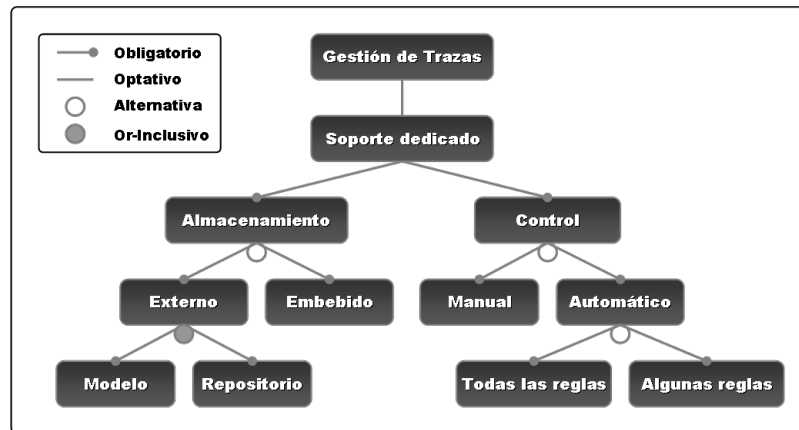 Obligatorio
Optativo
Alternativa
Or-Inclusivo
Gestión de Trazas
Soporte dedicado
Almacenamiento
Control
Externo
Embebido
Manual
Automático
Modelo
Repositorio
Todas las reglas
Algunas reglas